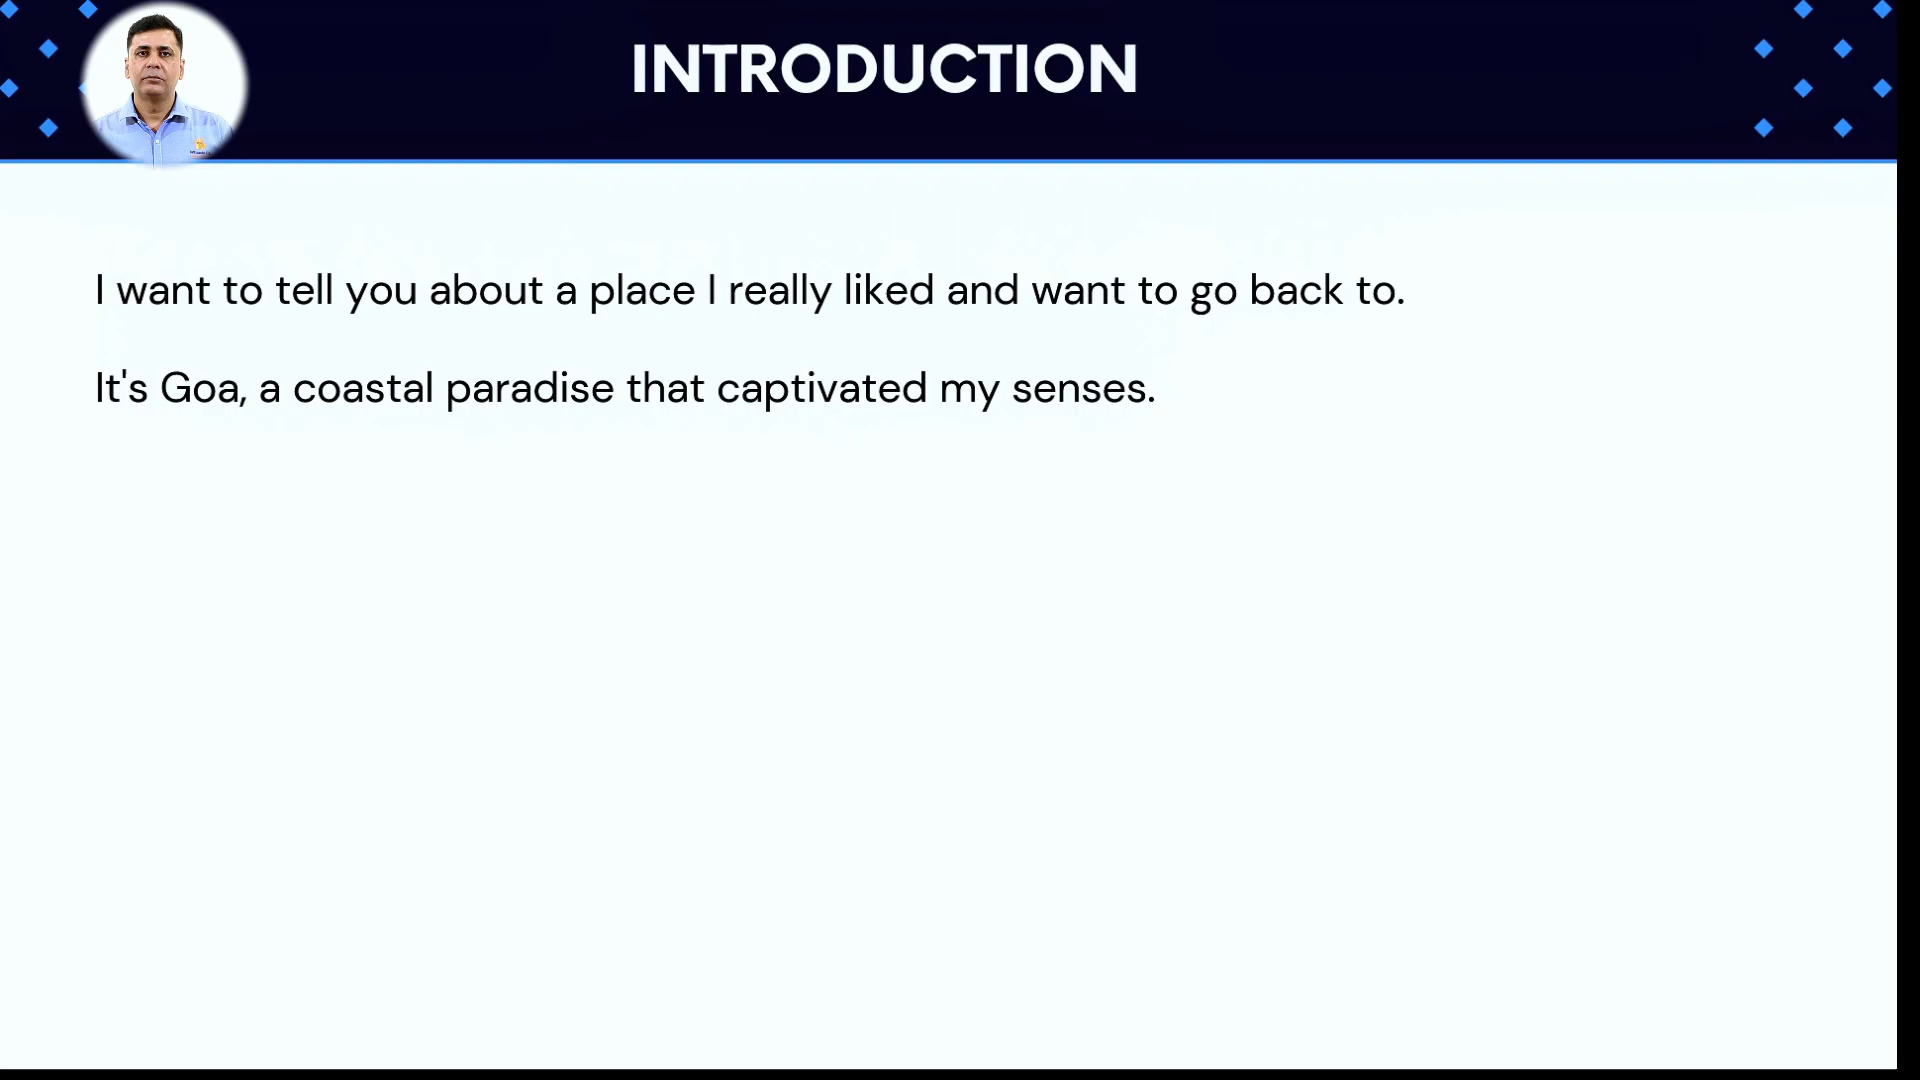 INTRODUCTION
I want to tell you about a place I really liked and want to go back to.
It's Goa, a coastal paradise that captivated my senses.